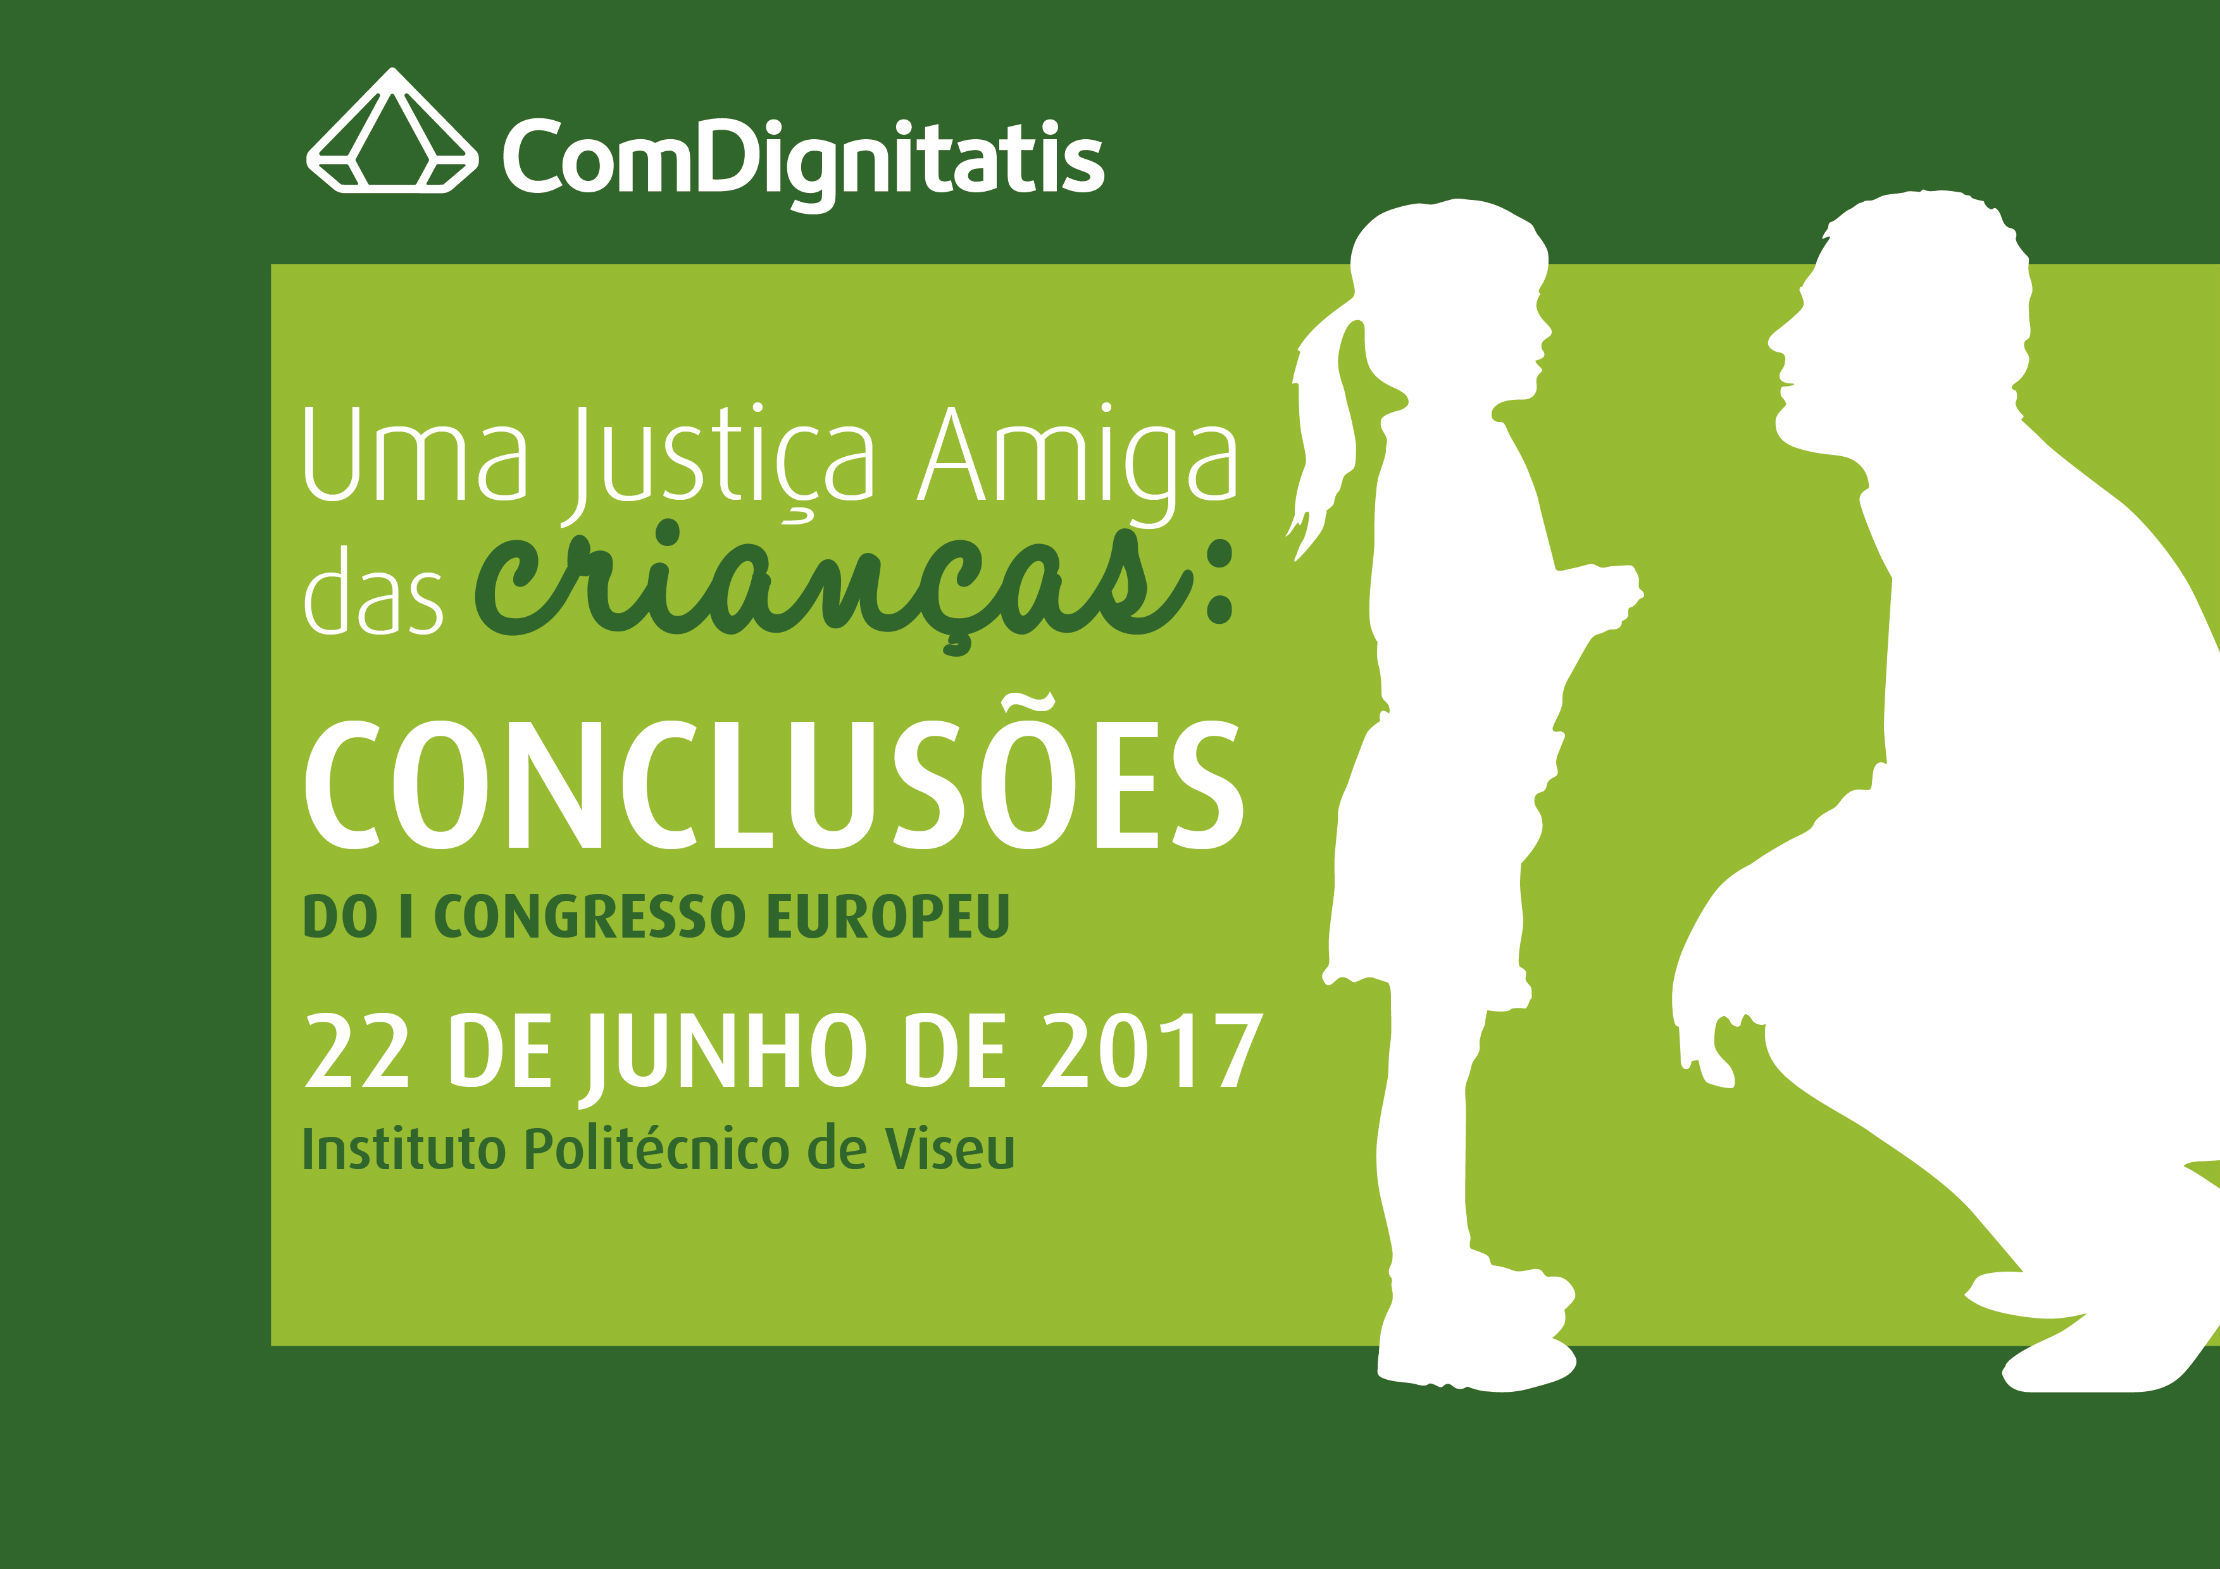 ComDignitatis
Uma Justiça Amiga
das crianças:
CONCLUSÕES
DO I CONGRESSO EUROPEU
22 DE JUNHO DE 2017
Instituto Politécnico de Viseu